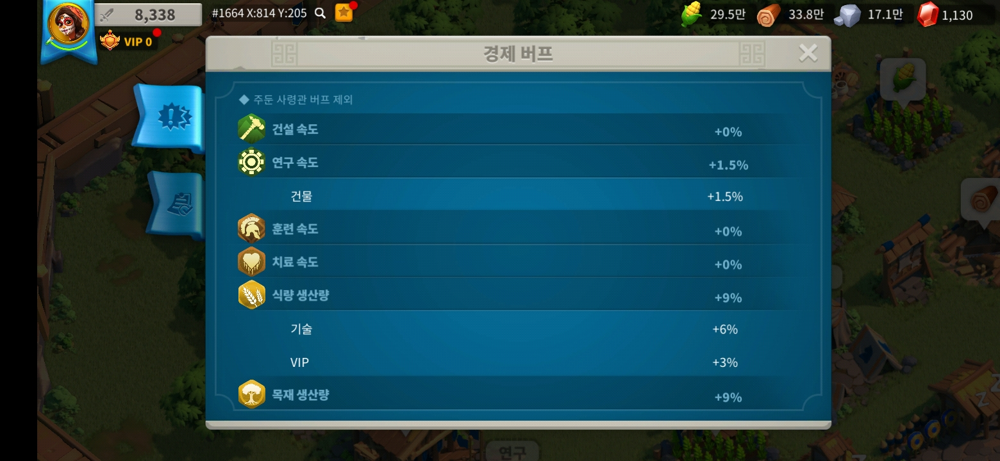 8,338
#1664 X:814 Y:205
29.5만
33.8만
17.1만
1,130
VIP 0
경제 버프
주둔 사령관 버프 제외
건설 속도 +0%
연구 속도 +1.5%
건물 +1.5%
훈련 속도 +0%
치료 속도 +0%
식량 생산량 +9%
기술 +6%
VIP +3%
목재 생산량 +9%
연구
Z
Z